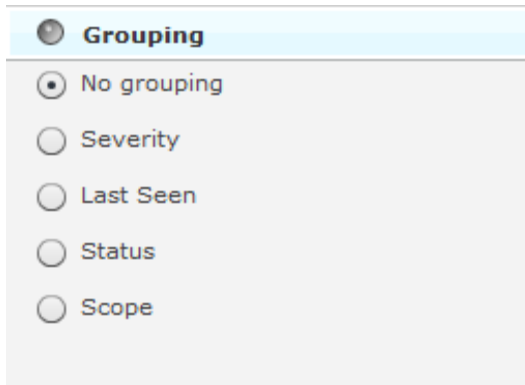 Grouping
No grouping
Severity
Last Seen
Status
Scope